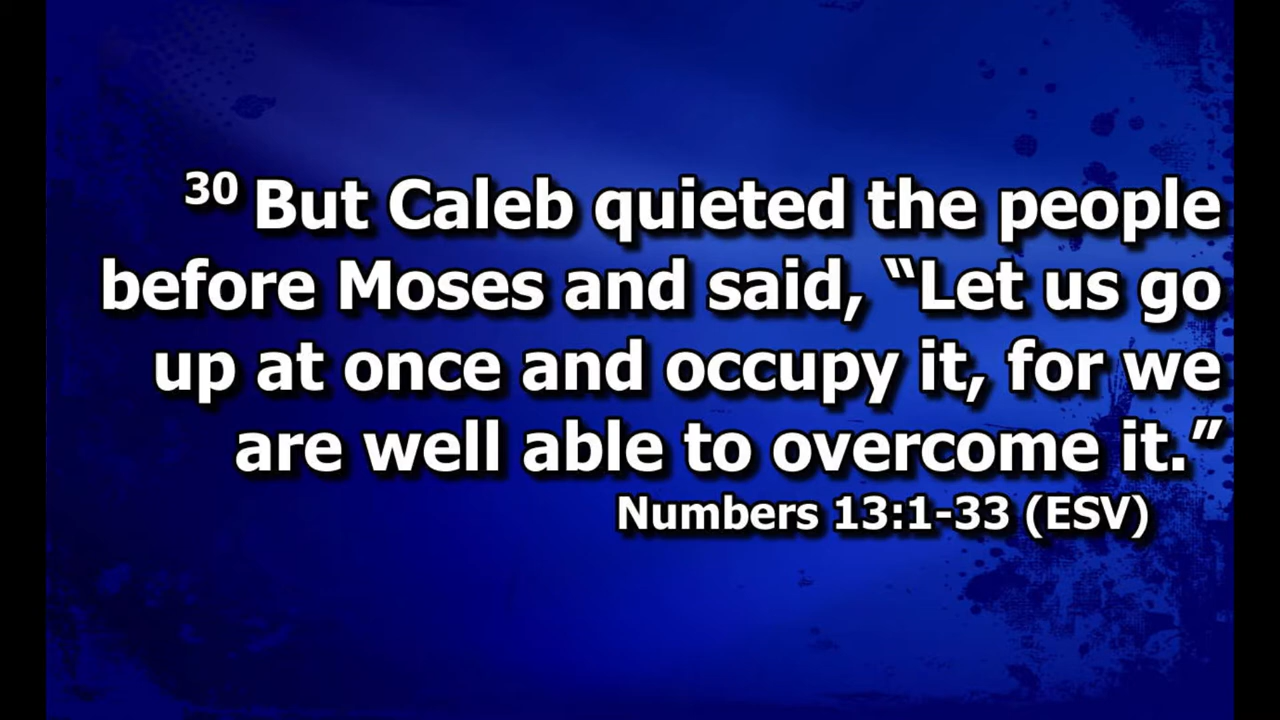 30 But Caleb quieted the people
before Moses and said, “Let us go
up at once and occupy it, for we
are well able to overcome it.”
Numbers 13:1-33 (ESV)